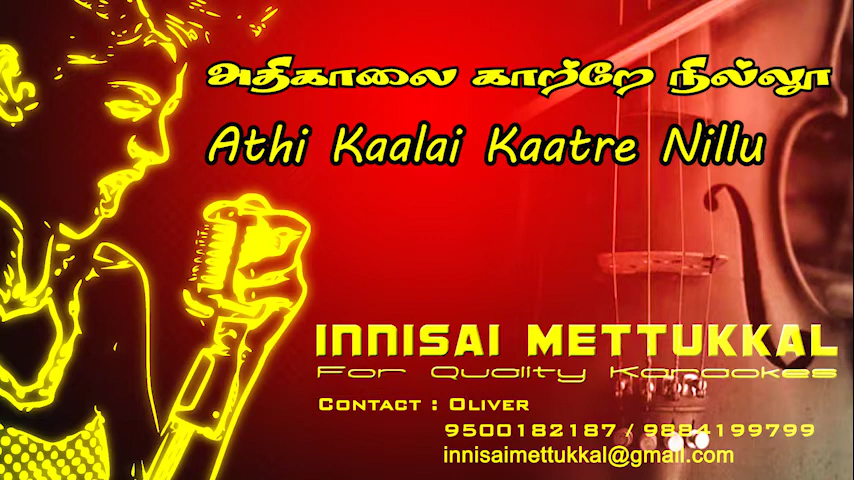 அதிகாலை காற்றே நில்லூ
Athi Kaalai Kaatre Nillu
INNISAI METTUKKAL
For Quality Karaokes
Contact : Oliver
9500182187 / 9884199799
innisaimettukkal@gmail.com